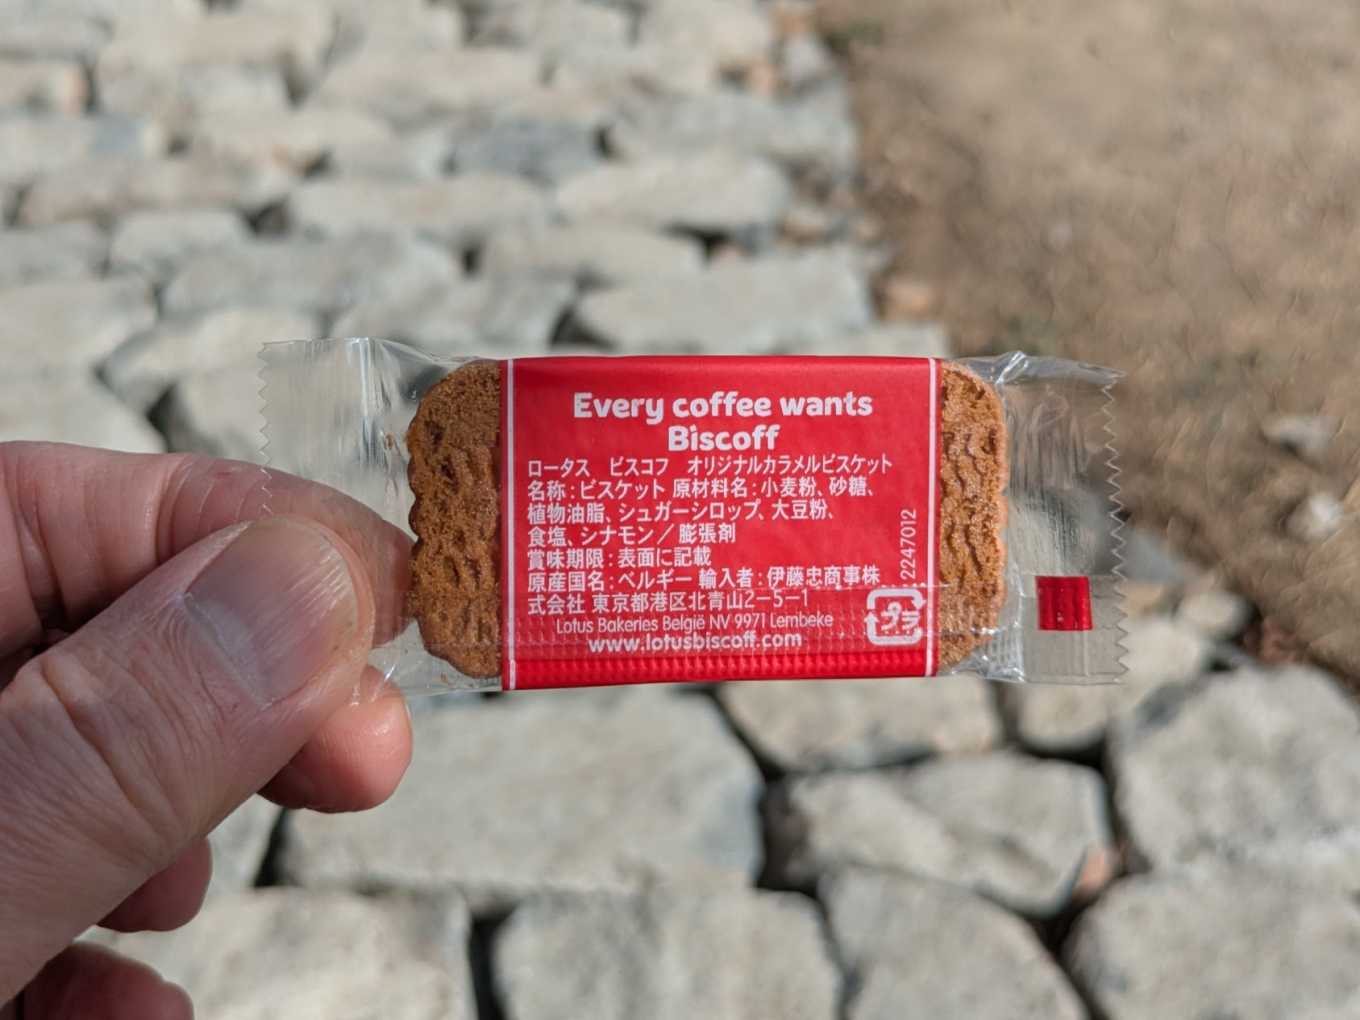 Every coffee wants
Biscoff
ロータス ビスコフ オリジナルカラメルビスケット
名称:ビスケット 原材料名:小麦粉、砂糖、
植物油脂、シュガーシロップ、大豆粉、
食塩、シナモン/膨張剤
賞味期限:表面に記載
原産国名:ベルギー 輸入者:伊藤忠商事株
式会社 東京都港区北青山2-5-1
Lotus Bakeries België NV 9971 Lembeke
www.lotusbiscoff.com
2247012
プラ